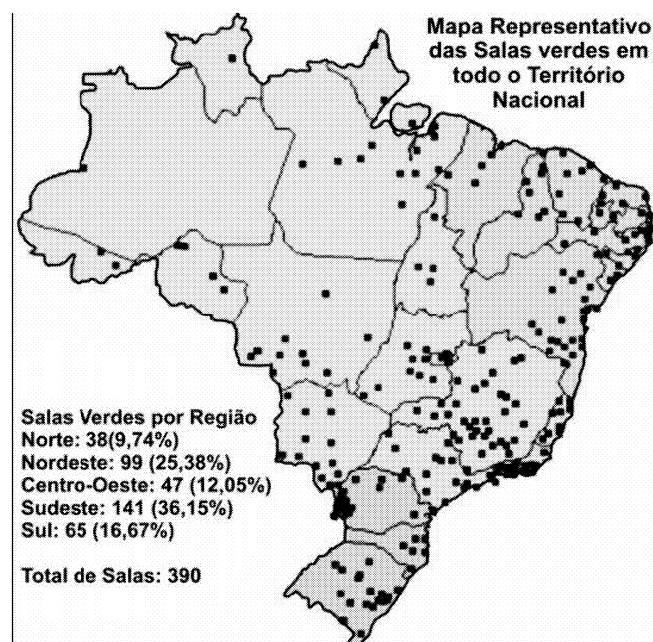 Mapa Representativo
das Salas verdes em
todo o Território
Nacional
Salas Verdes por Região
Norte: 38(9,74%)
Nordeste: 99 (25,38%)
Centro-Oeste: 47 (12,05%)
Sudeste: 141 (36,15%)
Sul: 65 (16,67%)
Total de Salas: 390